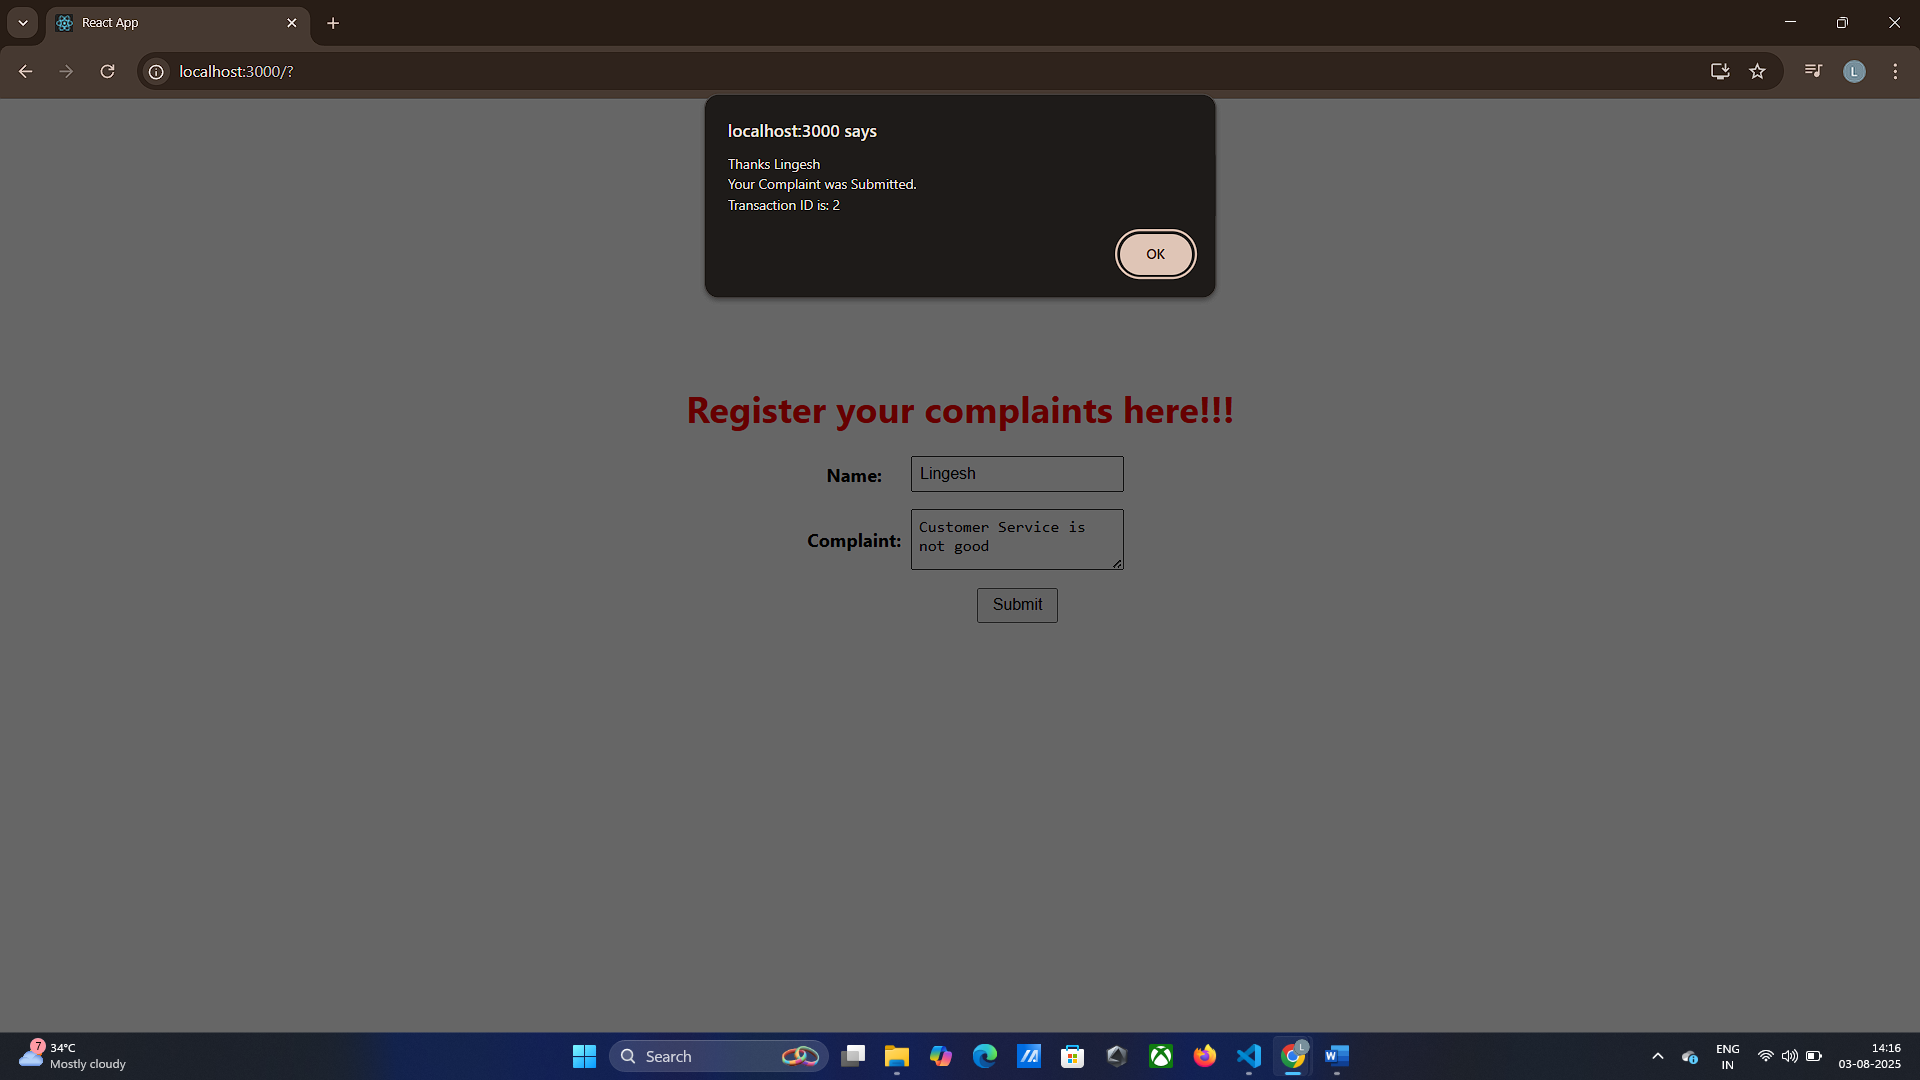 React App
localhost:3000/?
L
localhost:3000 says
Thanks Lingesh
Your Complaint was Submitted.
Transaction ID is: 2
OK
Register your complaints here!!!
Name:
Lingesh
Complaint:
Customer Service is
not good
Submit
7
34°C
Mostly cloudy
Search
L
W
ENG
IN
14:16
03-08-2025